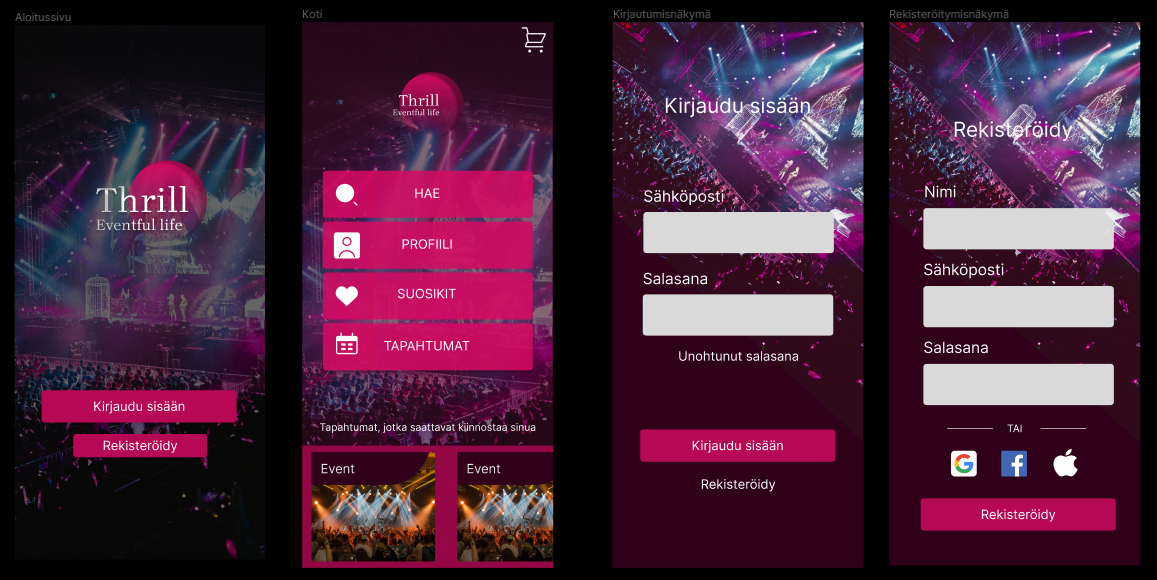 Aloitussivu
Thrill
Eventful life
Kirjaudu sisään
Rekisteröidy
Koti
Thrill
Eventful life
HAE
PROFIILI
SUOSIKIT
TAPAHTUMAT
Tapahtumat, jotka saattavat kiinnostaa sinua
Event
Event
Kirjautumisnäkymä
Kirjaudu sisään
Sähköposti
Salasana
Unohtunut salasana
Kirjaudu sisään
Rekisteröidy
Rekisteröitymisnäkymä
Rekisteröidy
Nimi
Sähköposti
Salasana
TAI
Rekisteröidy